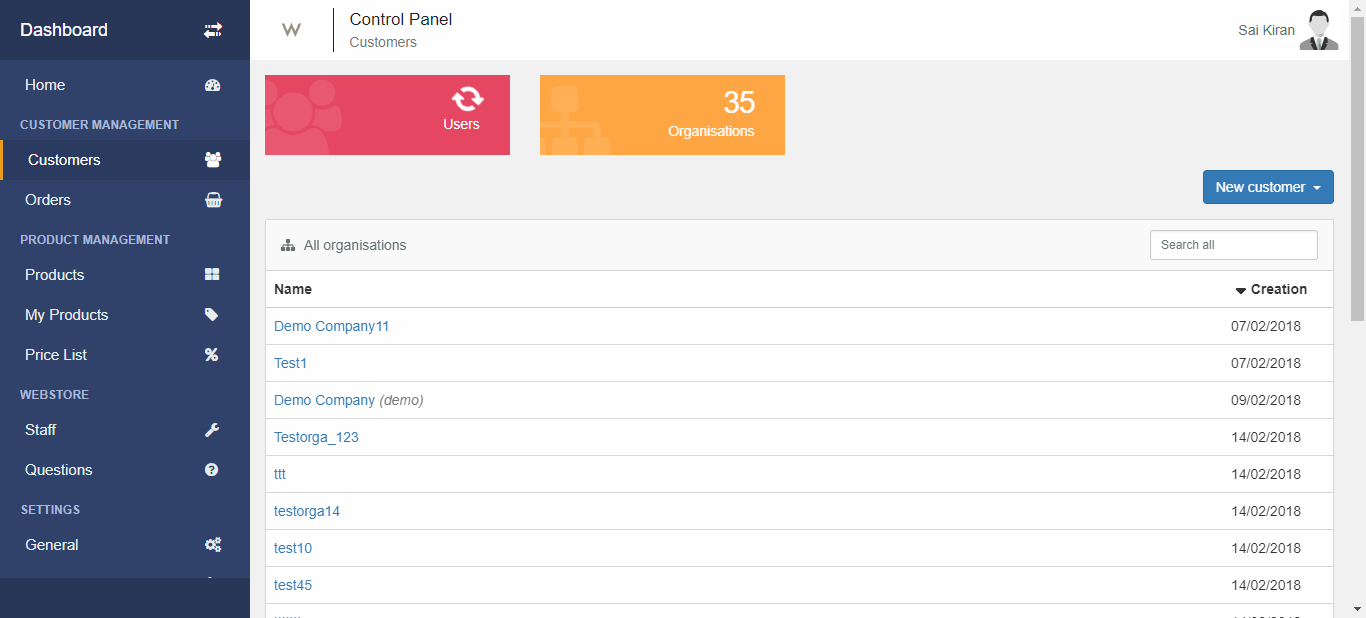 Dashboard
Home
CUSTOMER MANAGEMENT
Customers
Orders
PRODUCT MANAGEMENT
Products
My Products
Price List
WEBSTORE
Staff
Questions
SETTINGS
General
W
Control Panel
Customers
Sai Kiran
Users
35
Organisations
New customer
All organisations
Search all
Name Creation
Demo Company11 07/02/2018
Test1 07/02/2018
Demo Company (demo) 09/02/2018
Testorga_123 14/02/2018
ttt 14/02/2018
testorga14 14/02/2018
test10 14/02/2018
test45 14/02/2018